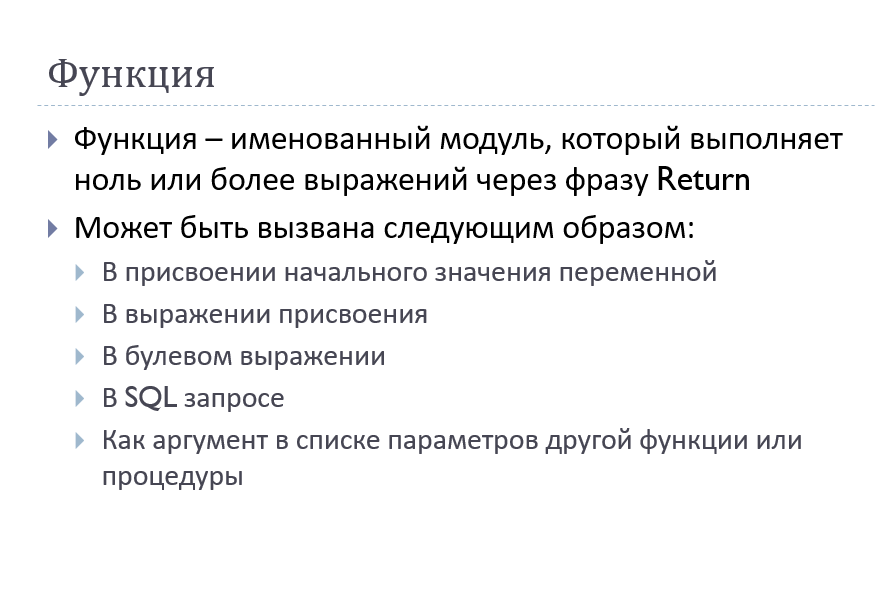 Функция
Функция – именованный модуль, который выполняет
ноль или более выражений через фразу Return
Может быть вызвана следующим образом:
В присвоении начального значения переменной
В выражении присвоения
В булевом выражении
В SQL запросе
Как аргумент в списке параметров другой функции или
процедуры